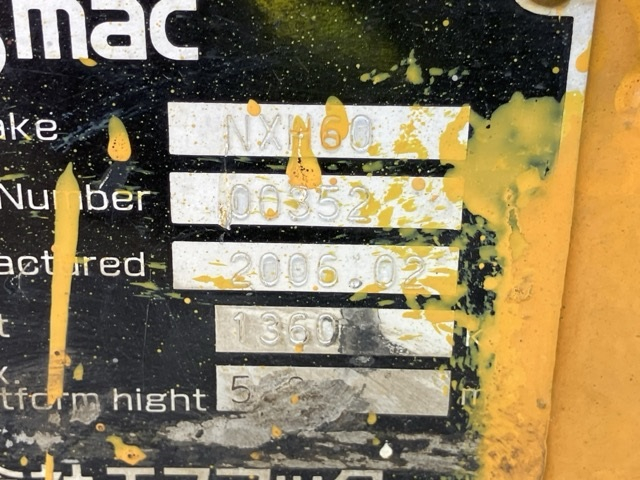 mac
ake NXH60
Number 00352
actured 2006.02
t 1360 k
x.
tform hight 5 m